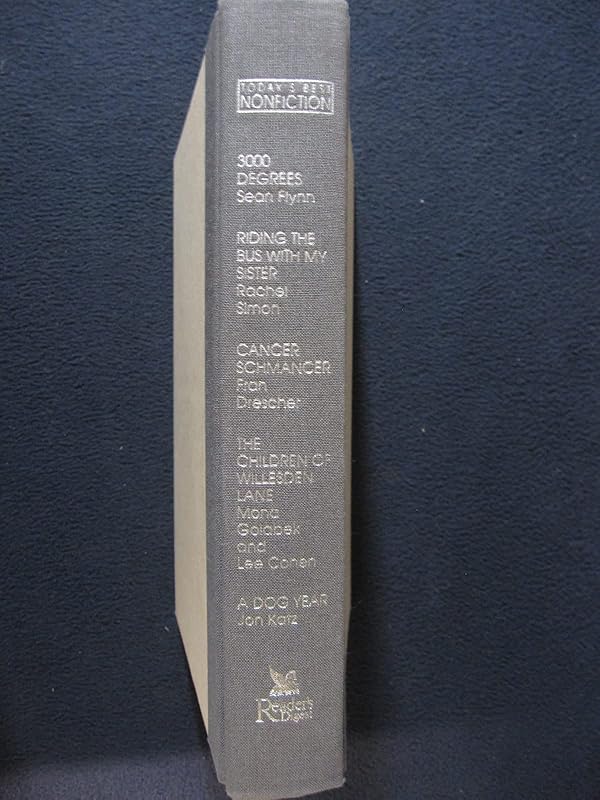 TODAY'S BEST
NONFICTION
3000
DEGREES
Sean Flynn
RIDING THE
BUS WITH MY
SISTER
Rachel
Simon
CANCER
SCHMANCER
Fran
Drescher
THE
CHILDREN OF
WILLESDEN
LANE
Mona
Golabek
and
Lee Cohen
A DOG YEAR
Jon Katz
Reader's
Digest